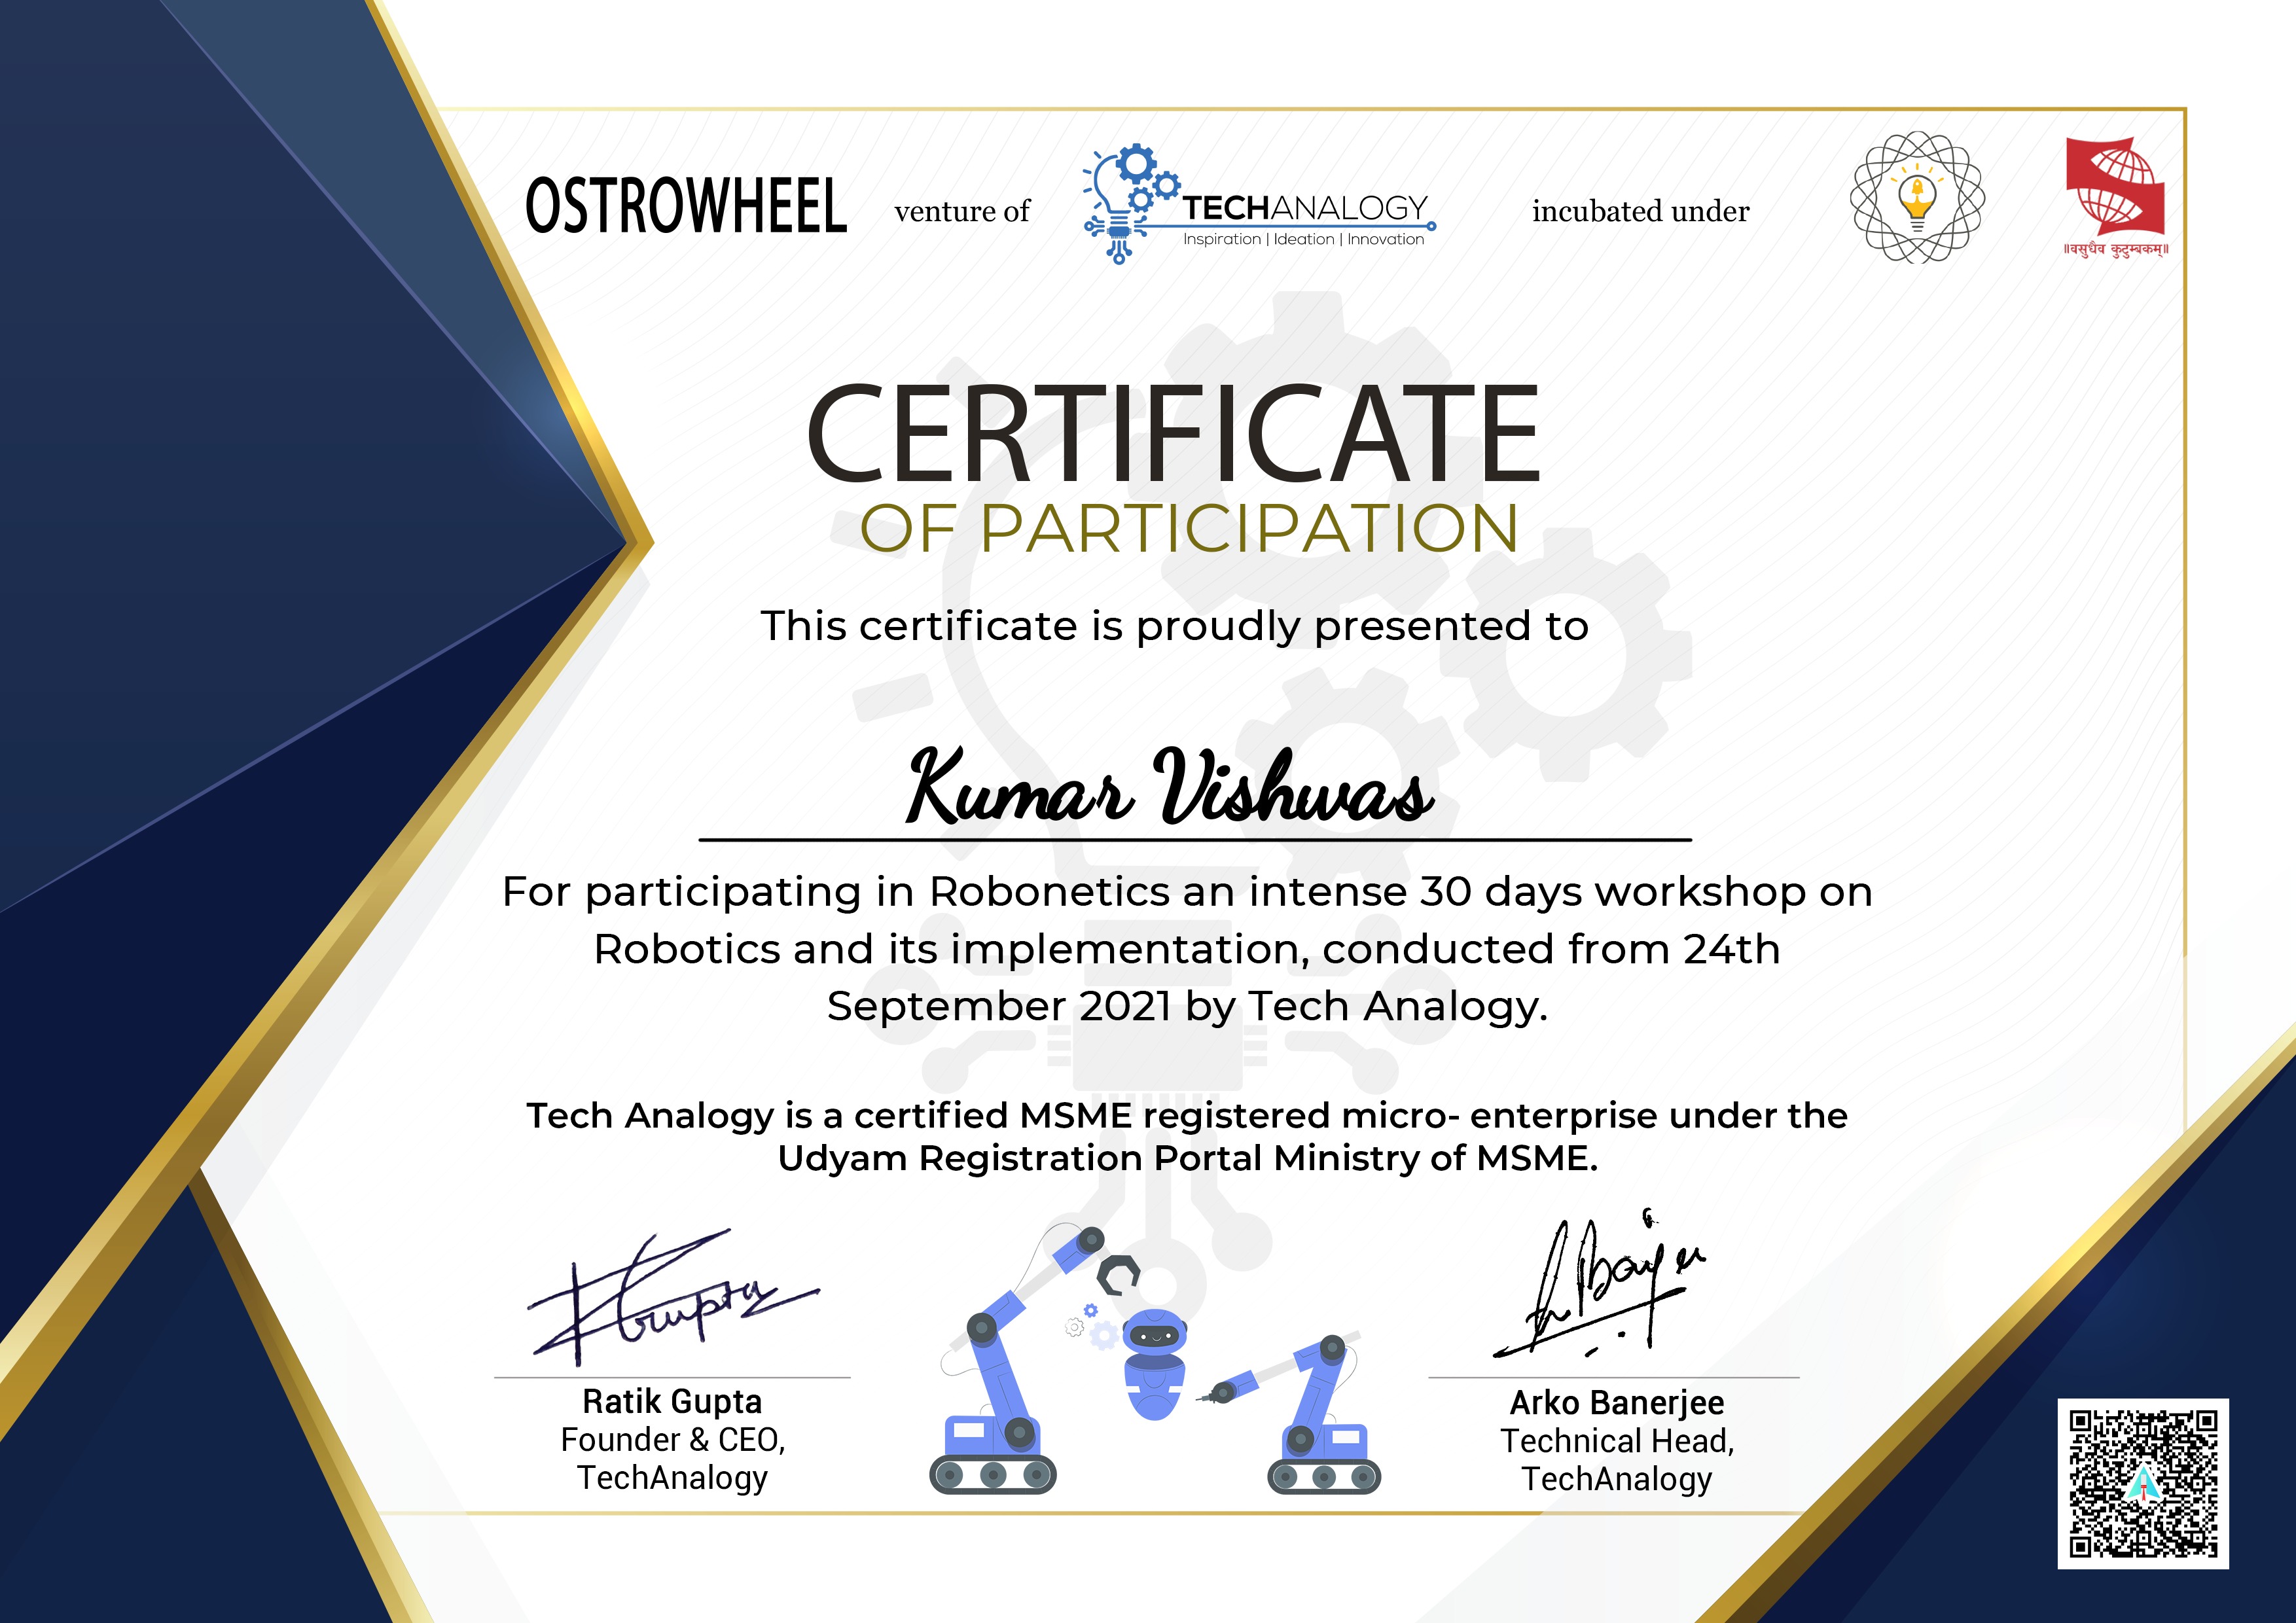 OSTROWHEEL venture of TECHANALOGY incubated under
Inspiration | Ideation | Innovation
॥वसुधैव कुटुम्बकम्॥
CERTIFICATE
OF PARTICIPATION
This certificate is proudly presented to
Kumar Vishwas
For participating in Robonetics an intense 30 days workshop on
Robotics and its implementation, conducted from 24th
September 2021 by Tech Analogy.
Tech Analogy is a certified MSME registered micro- enterprise under the
Udyam Registration Portal Ministry of MSME.
Ratik Gupta
Founder & CEO,
TechAnalogy
Arko Banerjee
Technical Head,
TechAnalogy